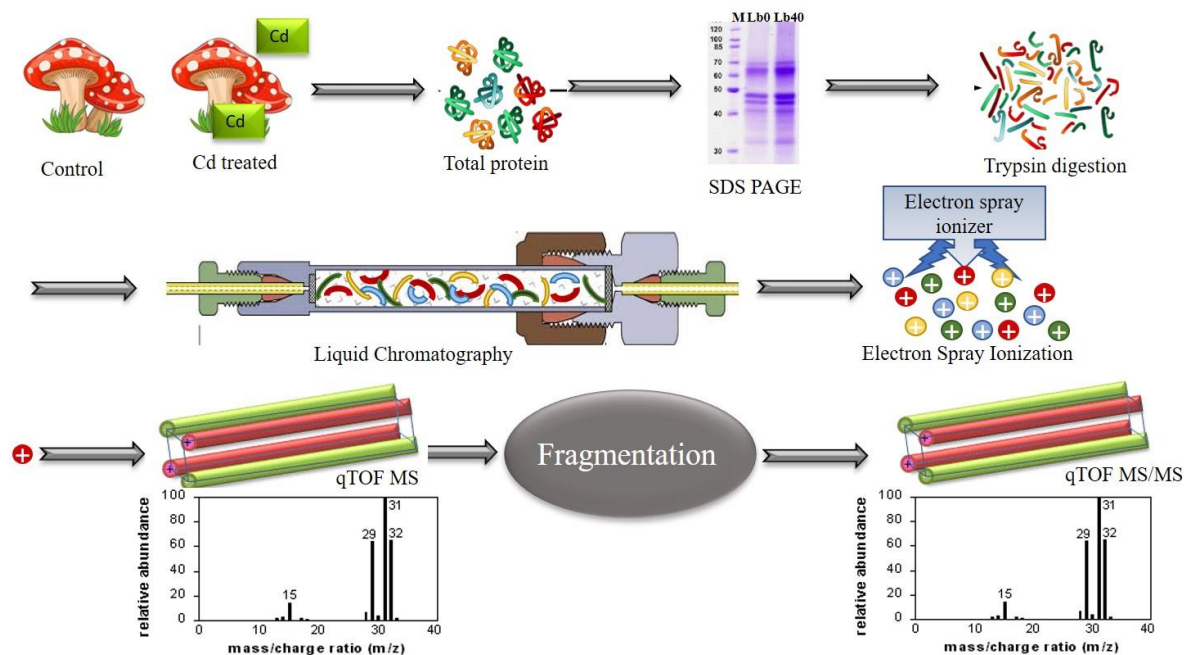 Cd
Cd
Control
Cd treated
Total protein
M Lb0 Lb40
120
100
85
70
60
50
40
30
SDS PAGE
Trypsin digestion
Liquid Chromatography
Electron spray
ionizer
+ + + +
+ + + +
+ + + +
+ + + +
Electron Spray Ionization
+
+
+
qTOF MS
Fragmentation
+
+
qTOF MS/MS
relative abundance
100
80
60
40
20
0
15
29
31
32
0
10
20
30
40
mass/charge ratio (m/z)
relative abundance
100
80
60
40
20
0
15
29
31
32
0
10
20
30
40
mass/charge ratio (m/z)